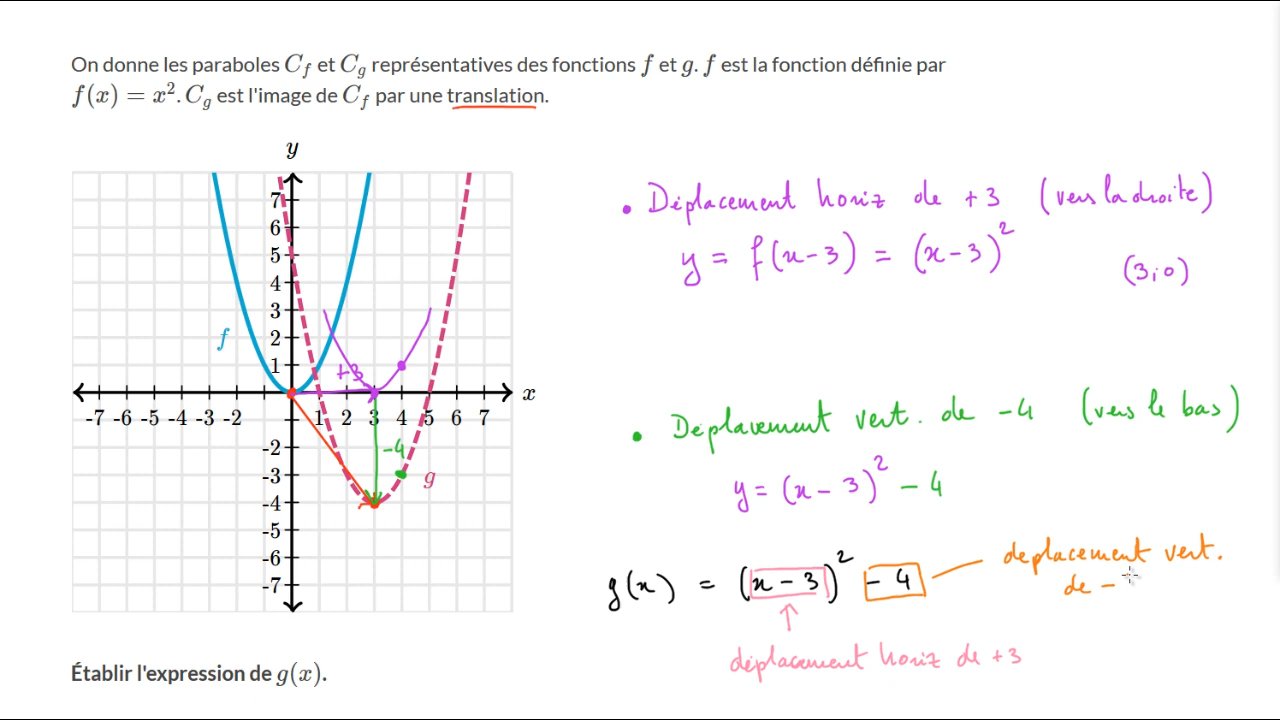 On donne les paraboles C_f et C_g représentatives des fonctions f et g. f est la fonction définie par
f(x) = x². C_g est l'image de C_f par une translation.
y
7
6
5
4
3
2
1
f
+3
x
-7 -6 -5 -4 -3 -2 1 2 3 4 5 6 7
-2
-4
-3
g
-4
-5
-6
-7
• Déplacement horiz de +3 (vers la droite)
y = f(x-3) = (x-3)²
(3;0)
• Déplavement vert. de -4 (vers le bas)
y = (x-3)² - 4
g(x) = (x-3)² - 4
deplacement vert.
de -
déplacement horiz de +3
Établir l'expression de g(x).